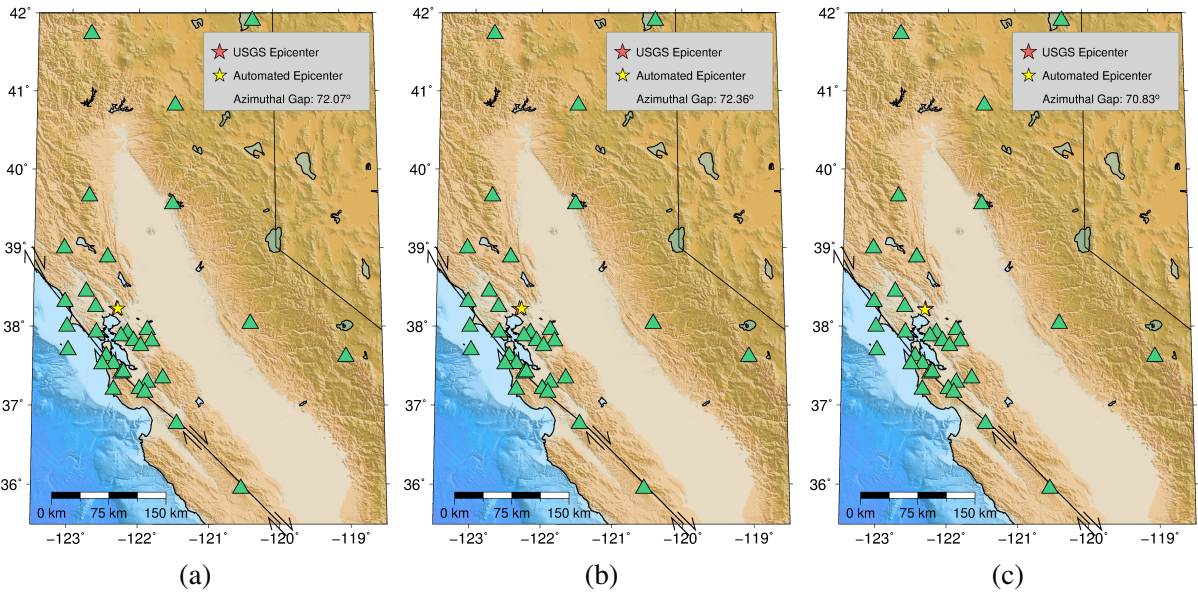 42˚
41˚
40˚
39˚
38˚
37˚
36˚
−123˚
−122˚
−121˚
−120˚
−119˚
USGS Epicenter
Automated Epicenter
Azimuthal Gap: 72.07º
0 km
75 km
150 km
(a)
42˚
41˚
40˚
39˚
38˚
37˚
36˚
−123˚
−122˚
−121˚
−120˚
−119˚
USGS Epicenter
Automated Epicenter
Azimuthal Gap: 72.36º
0 km
75 km
150 km
(b)
42˚
41˚
40˚
39˚
38˚
37˚
36˚
−123˚
−122˚
−121˚
−120˚
−119˚
USGS Epicenter
Automated Epicenter
Azimuthal Gap: 70.83º
0 km
75 km
150 km
(c)